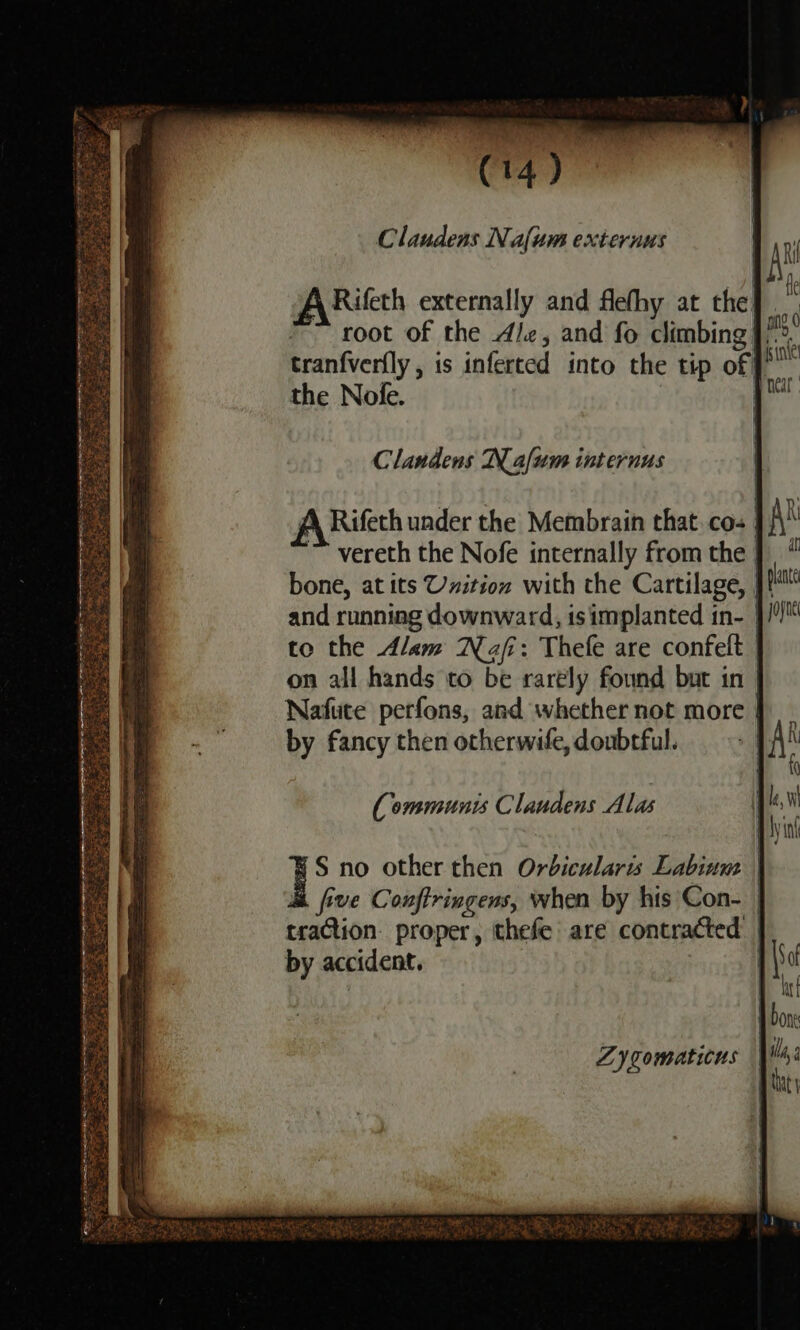 (14)
Claudens Naſum externus
ARiſeth externally and fleſhy at the
root of the Alæ, and ſo climbing
tranſverſly, is inſerted into the tip of
the Noſe.
Claudens Naſum internus
ARiſeth under the Membrain that co-
vereth the Noſe internally from the
bone, at its Unition with the Cartilage,
and running downward, is implanted in-
to the Alam Naſi: Theſe are confeſt
on all hands to be rarely found but in
Naſute perſons, and whether not more
by fancy then otherwiſe, doubtful.
Communis Claudens Alas
IS no other then Orbicularis Labium
ſive Conſtringens, when by his Con-
traction proper, theſe are contracted
by accident.
Zygomaticus